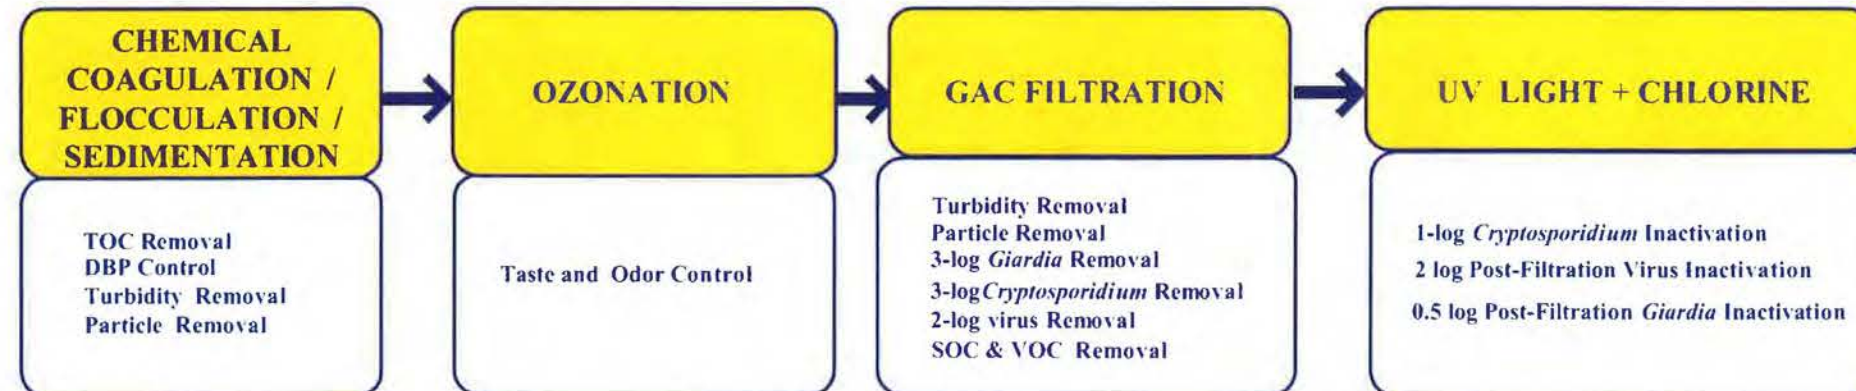 CHEMICAL
COAGULATION /
FLOCCULATION /
SEDIMENTATION
TOC Removal
DBP Control
Turbidity Removal
Particle Removal
OZONATION
Taste and Odor Control
GAC FILTRATION
Turbidity Removal
Particle Removal
3-log Giardia Removal
3-log Cryptosporidium Removal
2-log virus Removal
SOC & VOC Removal
UV LIGHT + CHLORINE
1-log Cryptosporidium Inactivation
2 log Post-Filtration Virus Inactivation
0.5 log Post-Filtration Giardia Inactivation